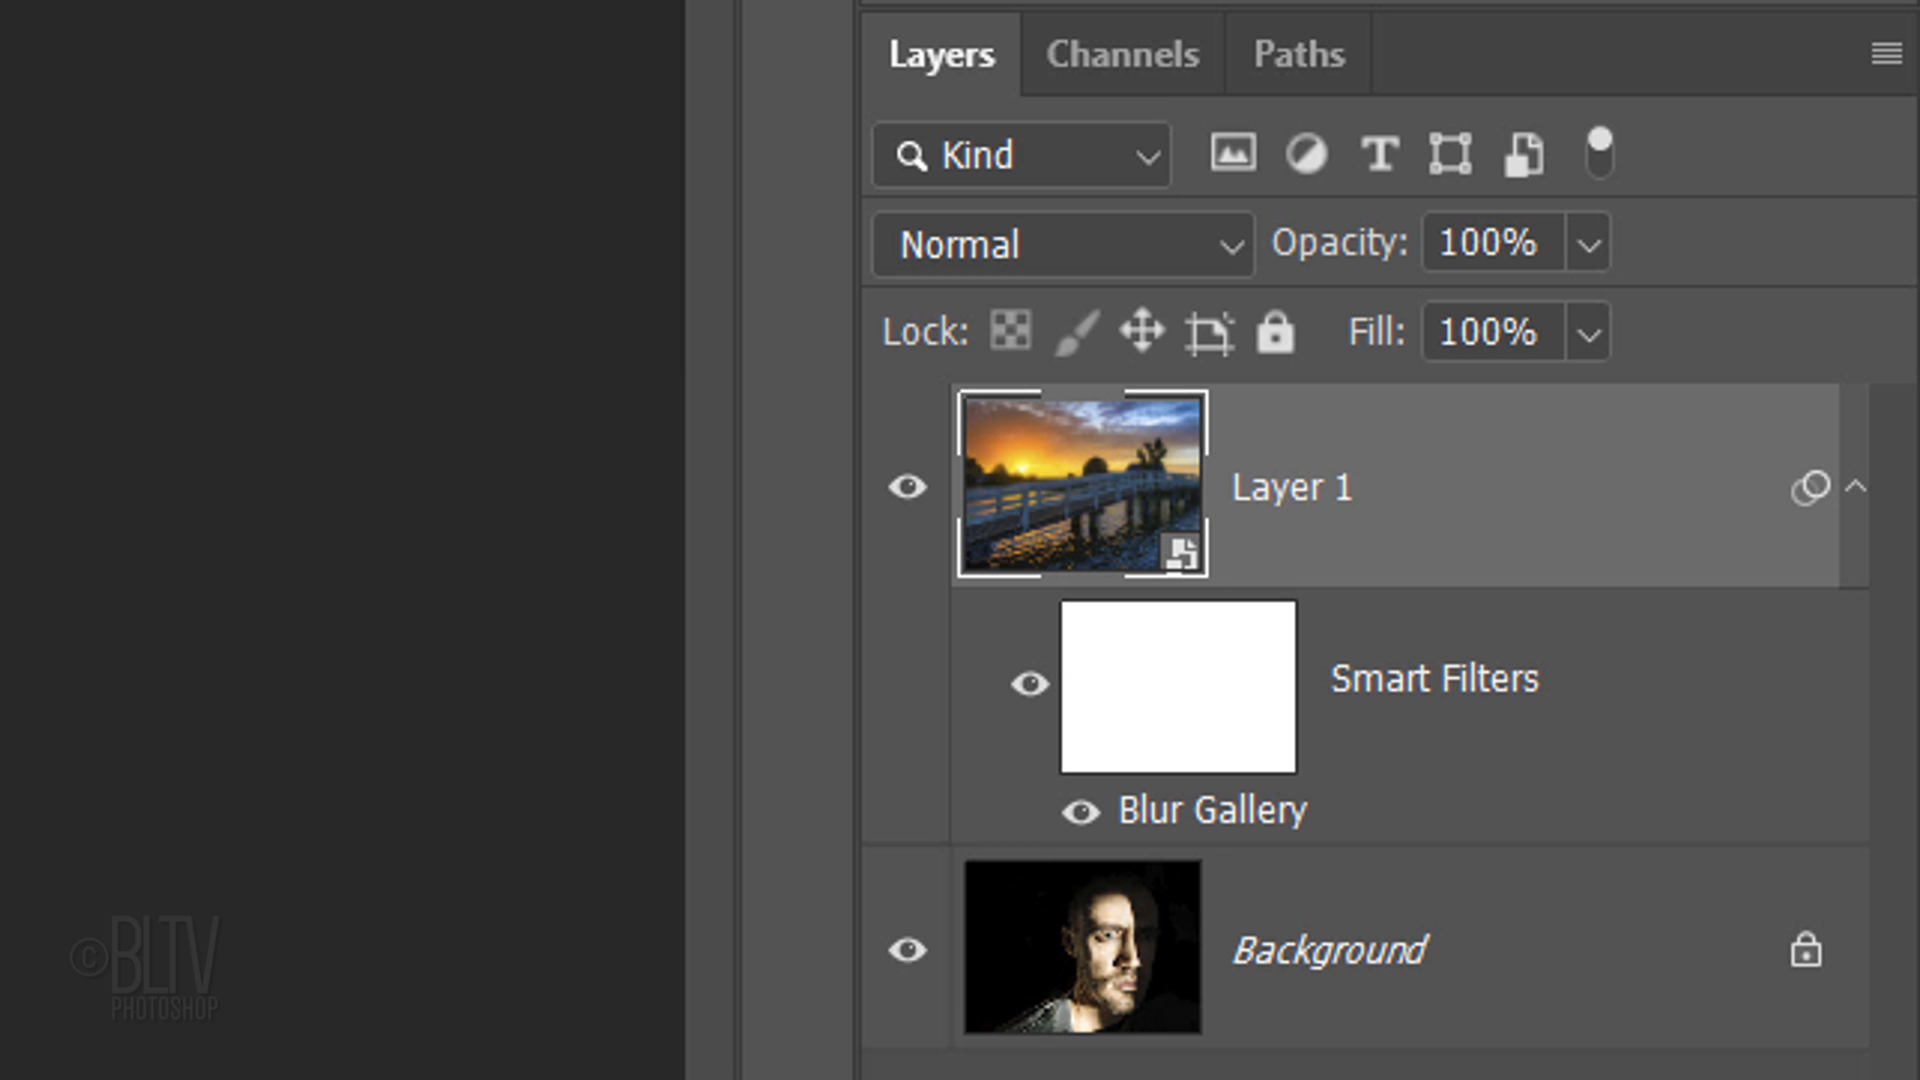 Layers Channels Paths
Kind
Normal Opacity: 100%
Lock: Fill: 100%
Layer 1
Smart Filters
Blur Gallery
Background
©BLTV
PHOTOSHOP